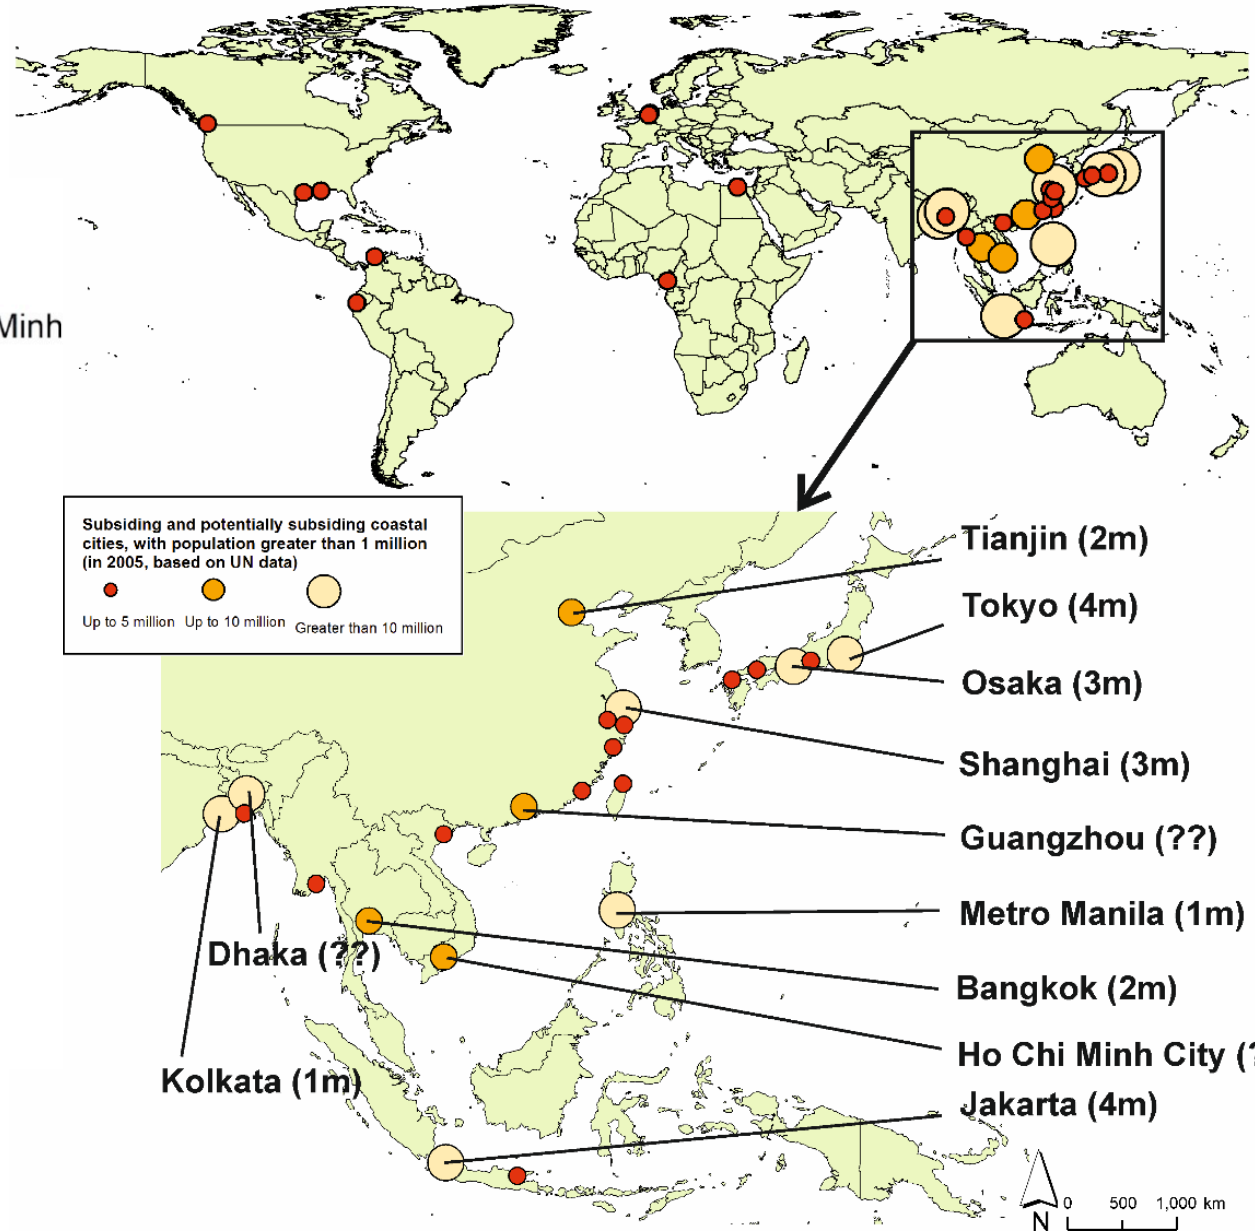 Minh
Subsiding and potentially subsiding coastal
cities, with population greater than 1 million
(in 2005, based on UN data)
Up to 5 million Up to 10 million Greater than 10 million
Tianjin (2m)
Tokyo (4m)
Osaka (3m)
Shanghai (3m)
Guangzhou (??)
Metro Manila (1m)
Dhaka (??)
Bangkok (2m)
Ho Chi Minh City (?
Kolkata (1m)
Jakarta (4m)
0 500 1,000 km
N